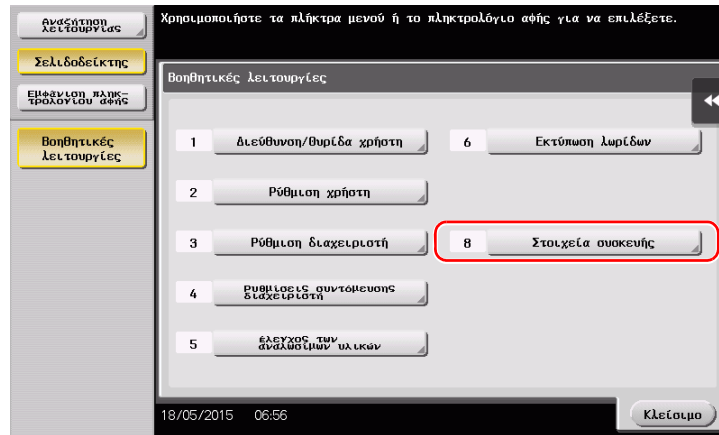 Αναζήτηση
λειτουργίας
Χρησιμοποιήστε τα πλήκτρα μενού ή το πληκτρολόγιο αφής για να επιλέξετε.
Σελιδοδείκτης
Εμφάνιση πληκ-
τρολογίου αφής
Βοηθητικές
λειτουργίες
Βοηθητικές λειτουργίες
1 Διεύθυνση/θυρίδα χρήστη
6 Εκτύπωση λωρίδων
2 Ρύθμιση χρήστη
3 Ρύθμιση διαχειριστή
8 Στοιχεία συσκευής
4 Ρυθμίσεις συντόμευσης
διαχειριστή
5 έλεγχος των
αναλώσιμων υλικών
18/05/2015 06:56
Κλείσιμο